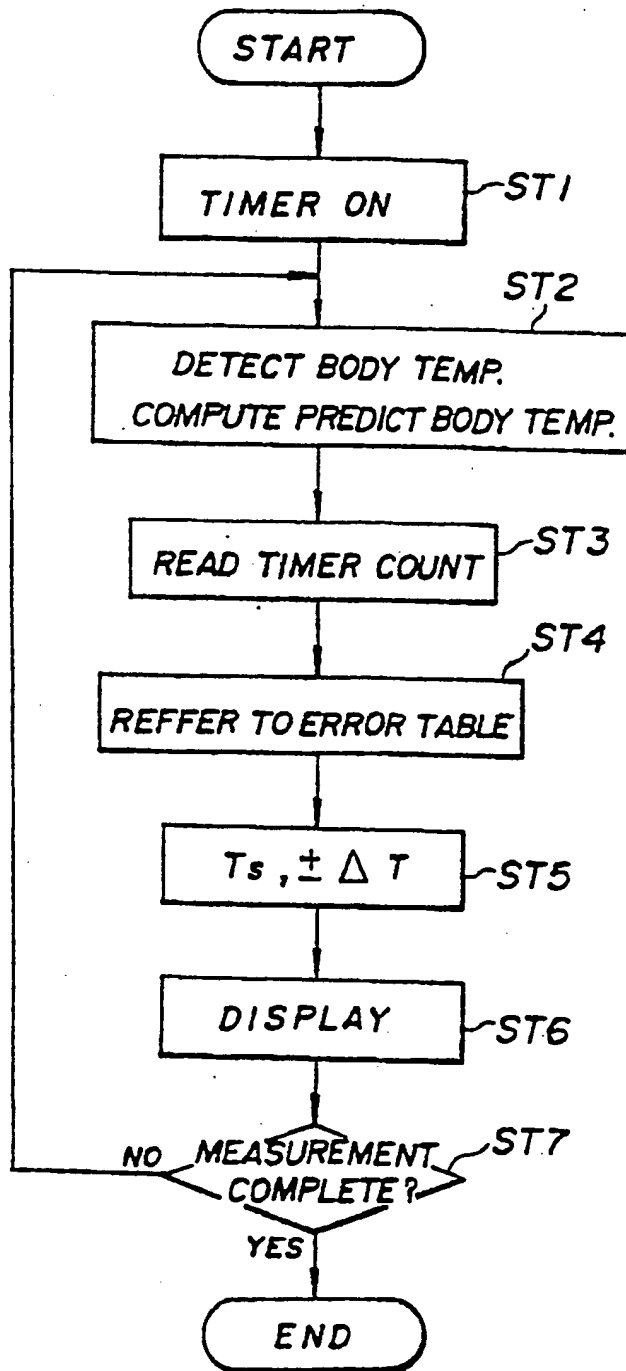 START
TIMER ON
ST1
ST2
DETECT BODY TEMP.
COMPUTE PREDICT BODY TEMP.
READ TIMER COUNT
ST3
ST4
REFFER TO ERROR TABLE
Ts , ± Δ T
ST5
DISPLAY
ST6
NO
MEASUREMENT
COMPLETE ?
ST7
YES
END